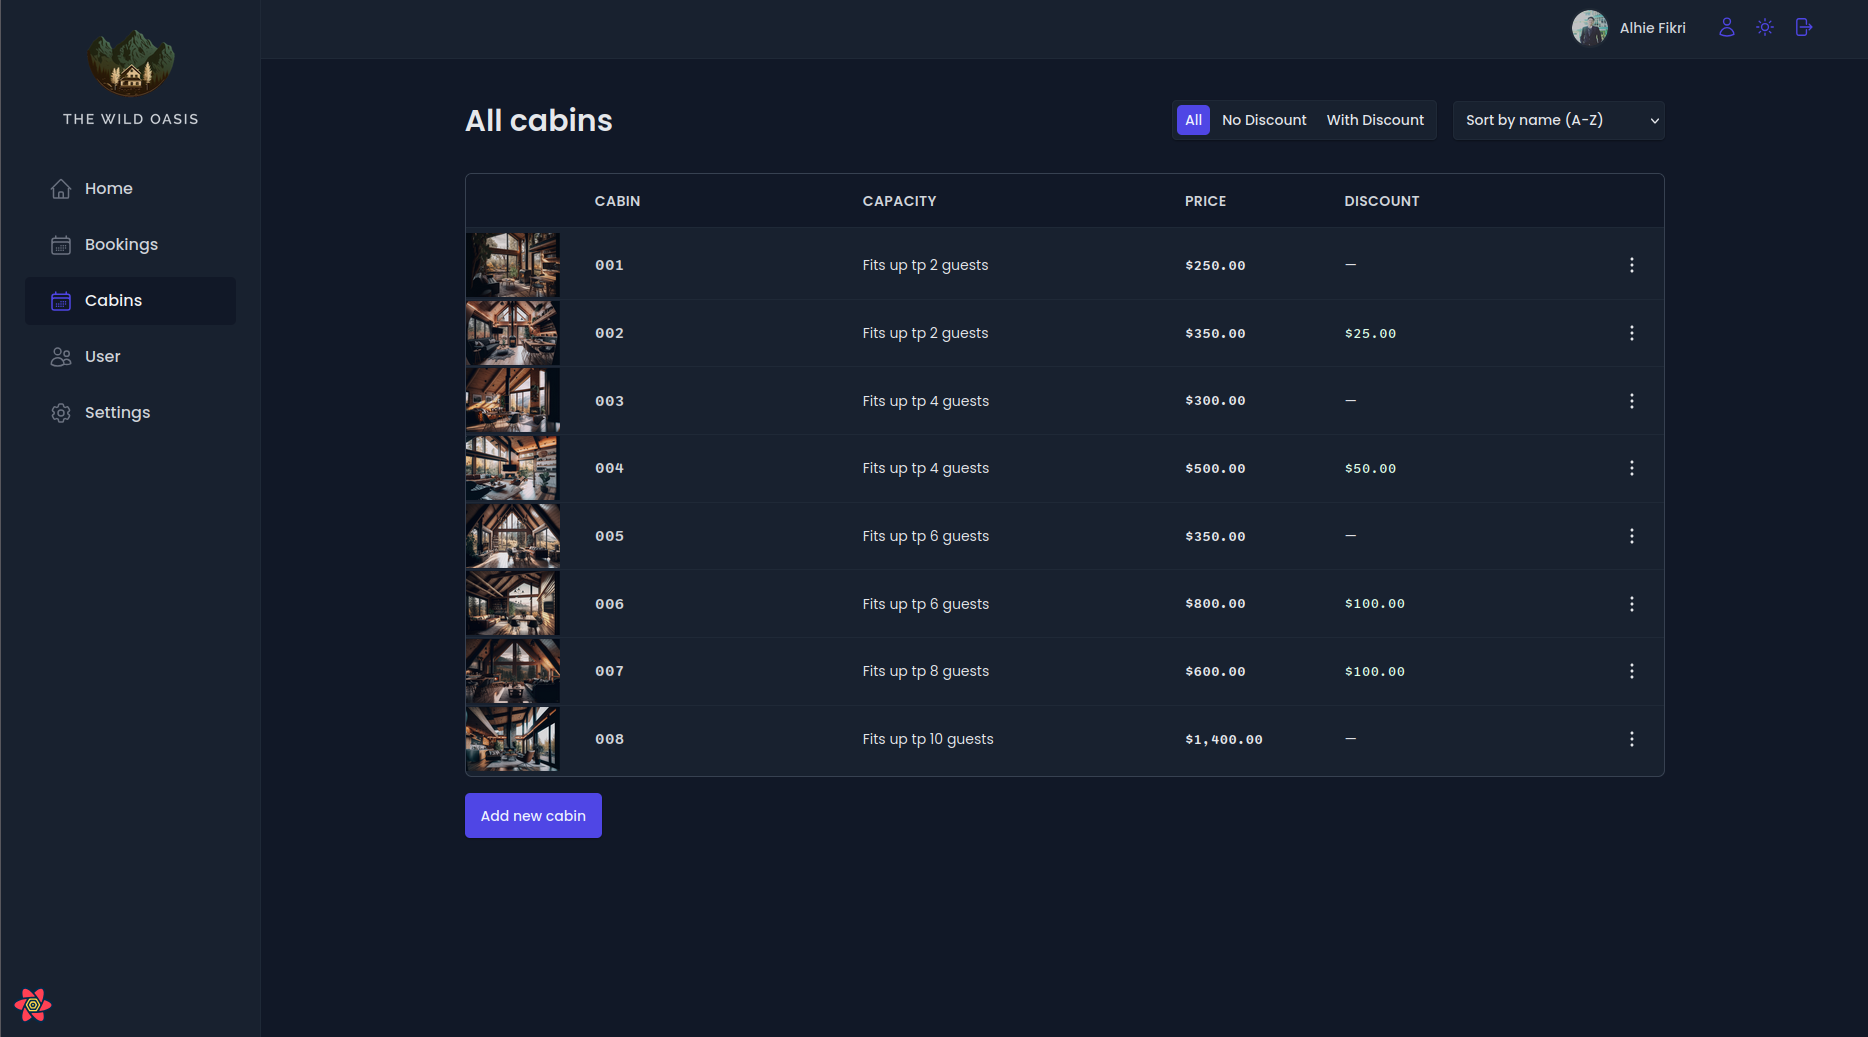 THE WILD OASIS
Home
Bookings
Cabins
User
Settings
Alhie Fikri
All cabins
All No Discount With Discount Sort by name (A-Z)
CABIN CAPACITY PRICE DISCOUNT
001 Fits up tp 2 guests $250.00 —
002 Fits up tp 2 guests $350.00 $25.00
003 Fits up tp 4 guests $300.00 —
004 Fits up tp 4 guests $500.00 $50.00
005 Fits up tp 6 guests $350.00 —
006 Fits up tp 6 guests $800.00 $100.00
007 Fits up tp 8 guests $600.00 $100.00
008 Fits up tp 10 guests $1,400.00 —
Add new cabin